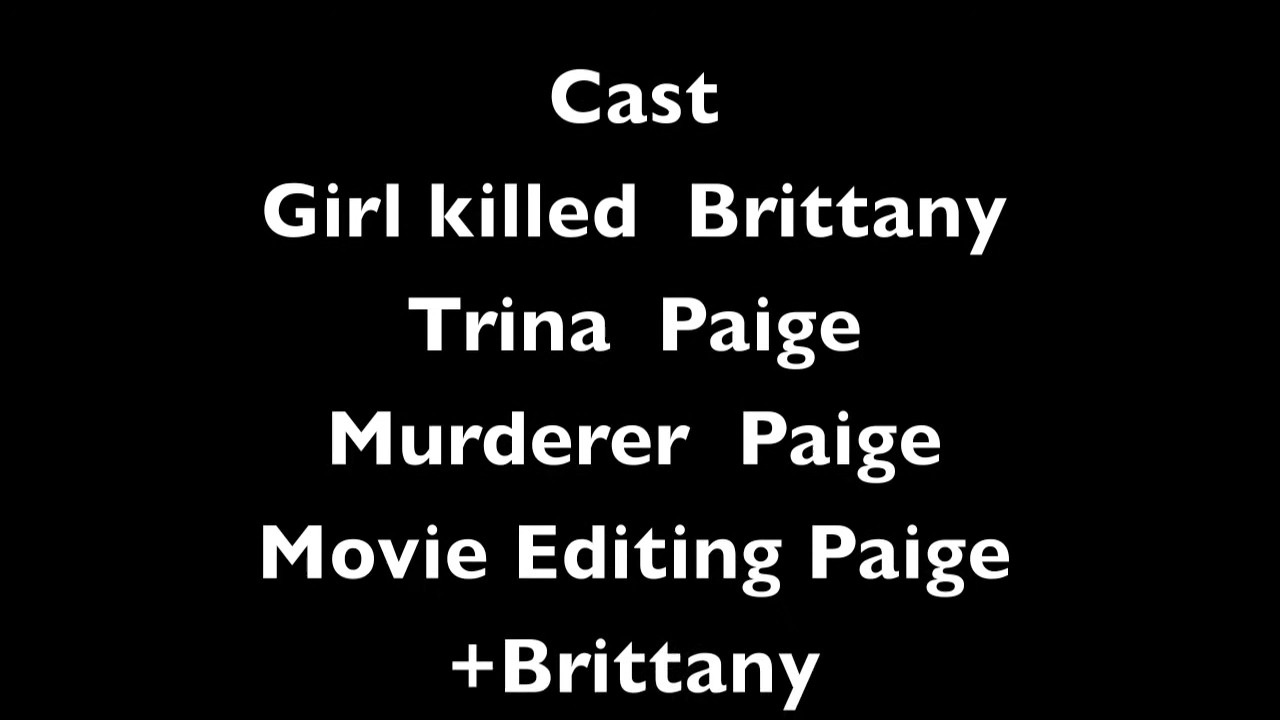 Cast
Girl killed  Brittany
Trina  Paige
Murderer  Paige
Movie Editing Paige
+Brittany